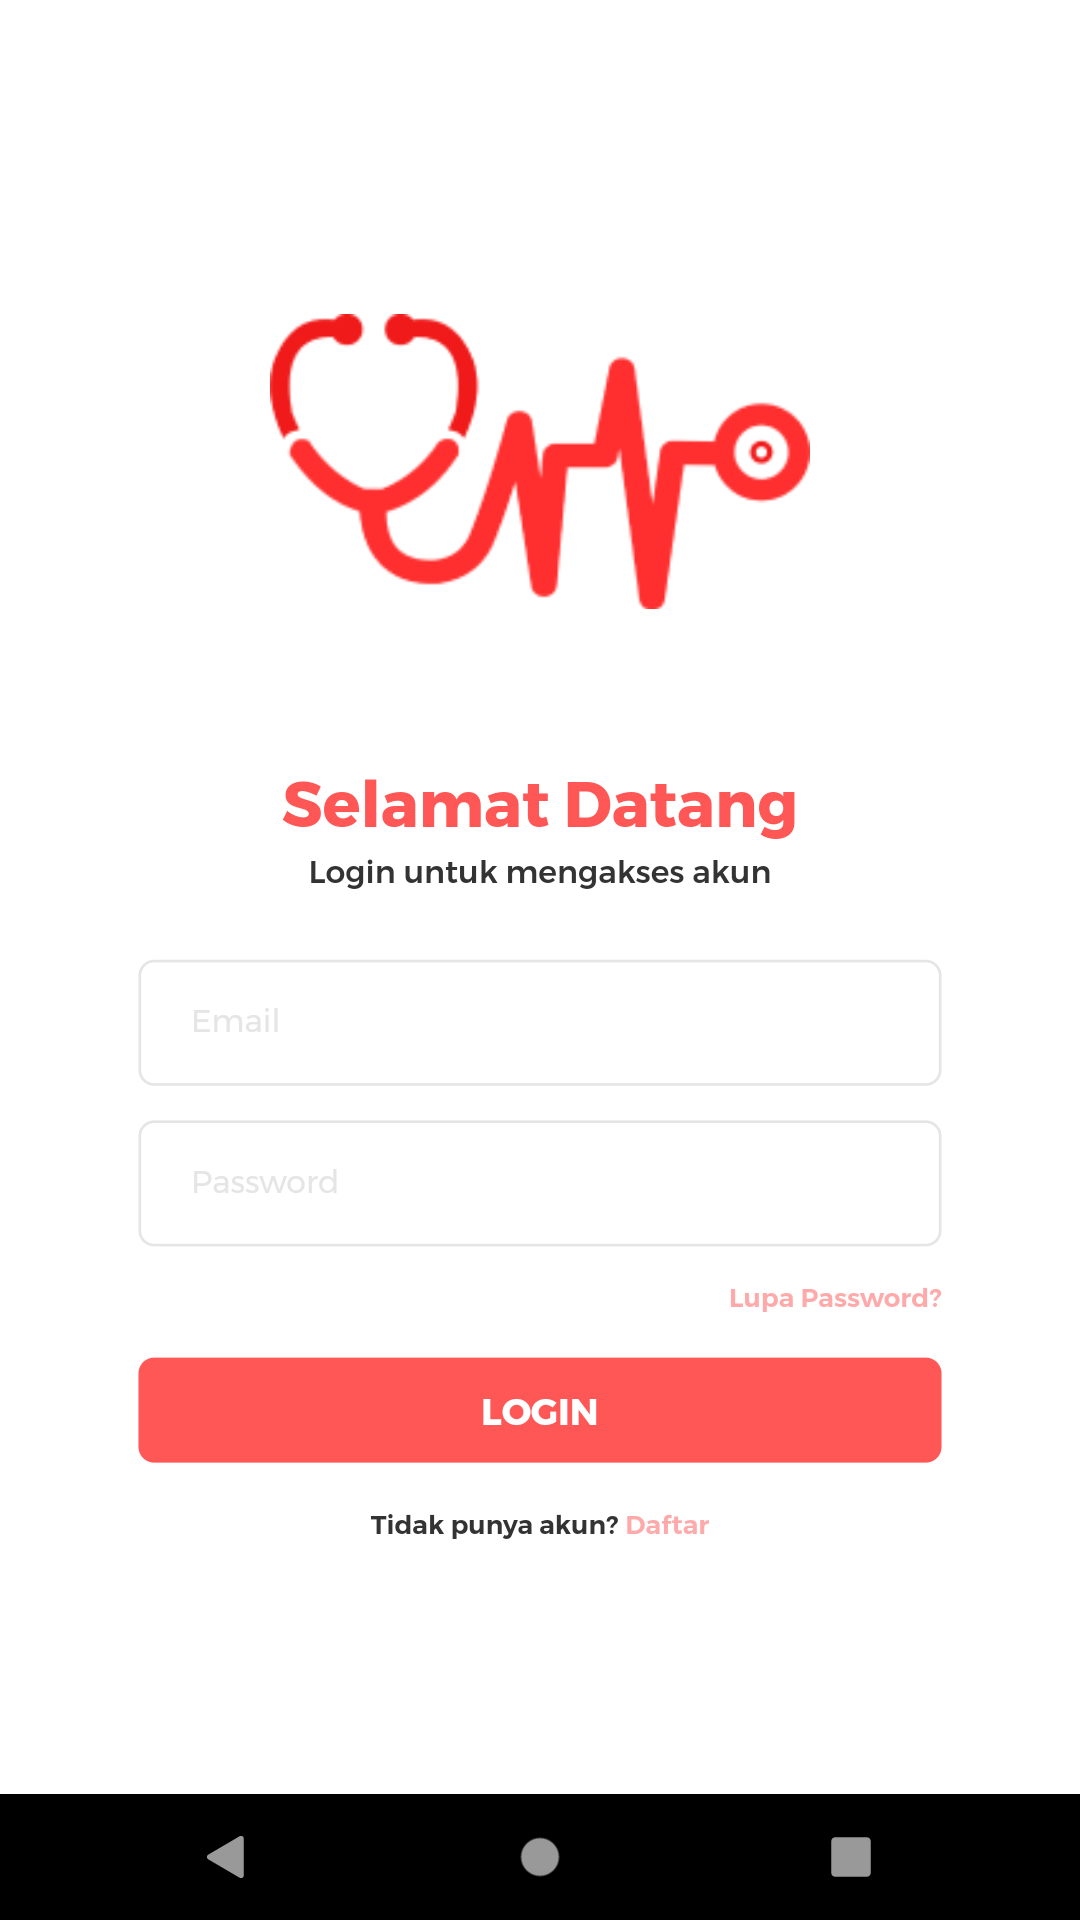 Selamat Datang
Login untuk mengakses akun
Email
Password
Lupa Password?
LOGIN
Tidak punya akun? Daftar